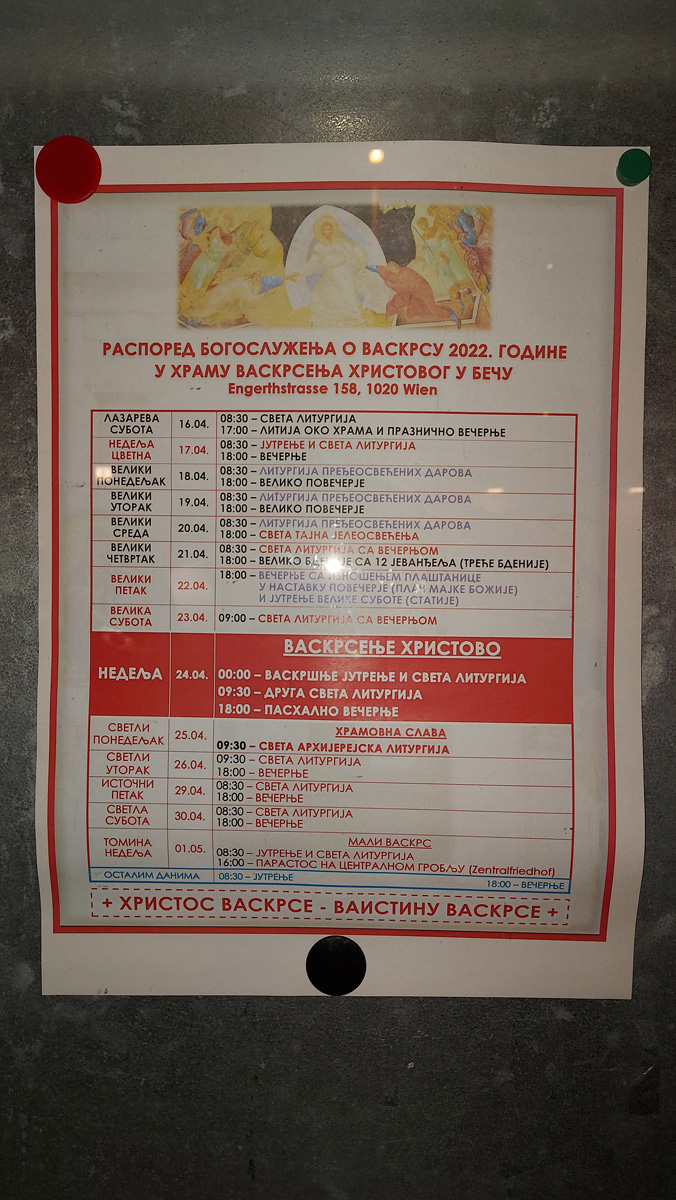 РАСПОРЕД БОГОСЛУЖЕЊА О ВАСКРСУ 2022. ГОДИНЕ
У ХРАМУ ВАСКРСЕЊА ХРИСТОВОГ У БЕЧУ
Engerthstrasse 158, 1020 Wien
ЛАЗАРЕВА СУБОТА 16.04. 08:30 – СВЕТА ЛИТУРГИЈА
17:00 – ЛИТИЈА ОКО ХРАМА И ПРАЗНИЧНО ВЕЧЕРЊЕ
НЕДЕЉА ЦВЕТНА 17.04. 08:30 – ЈУТРЕЊЕ И СВЕТА ЛИТУРГИЈА
18:00 – ВЕЧЕРЊЕ
ВЕЛИКИ ПОНЕДЕЉАК 18.04. 08:30 – ЛИТУРГИЈА ПРЕЂЕОСВЕЋЕНИХ ДАРОВА
18:00 – ВЕЛИКО ПОВЕЧЕРЈЕ
ВЕЛИКИ УТОРАК 19.04. 08:30 – ЛИТУРГИЈА ПРЕЂЕОСВЕЋЕНИХ ДАРОВА
18:00 – ВЕЛИКО ПОВЕЧЕРЈЕ
ВЕЛИКА СРЕДА 20.04. 08:30 – ЛИТУРГИЈА ПРЕЂЕОСВЕЋЕНИХ ДАРОВА
18:00 – СВЕТА ТАЈНА ЈЕЛЕОСВЕЋЕЊА
ВЕЛИКИ ЧЕТВРТАК 21.04. 08:30 – СВЕТА ЛИТУРГИЈА СА ВЕЧЕРЊОМ
18:00 – ВЕЛИКО БДЕНИЈЕ СА 12 ЈЕВАНЂЕЉА (ТРЕЋЕ БДЕНИЈЕ)
ВЕЛИКИ ПЕТАК 22.04. 18:00 – ВЕЧЕРЊЕ СА ИЗНОШЕЊЕМ ПЛАШТАНИЦЕ
У НАСТАВКУ ПОВЕЧЕРЈЕ (ПЛАЧ МАЈКЕ БОЖИЈЕ)
И ЈУТРЕЊЕ ВЕЛИКЕ СУБОТЕ (СТАТИЈЕ)
ВЕЛИКА СУБОТА 23.04. 09:00 – СВЕТА ЛИТУРГИЈА СА ВЕЧЕРЊОМ
ВАСКРСЕЊЕ ХРИСТОВО
НЕДЕЉА 24.04. 00:00 – ВАСКРШЊЕ ЈУТРЕЊЕ И СВЕТА ЛИТУРГИЈА
09:30 – ДРУГА СВЕТА ЛИТУРГИЈА
18:00 – ПАСХАЛНО ВЕЧЕРЊЕ
СВЕТЛИ ПОНЕДЕЉАК 25.04. ХРАМОВНА СЛАВА
09:30 – СВЕТА АРХИЈЕРЕЈСКА ЛИТУРГИЈА
СВЕТЛИ УТОРАК 26.04. 09:30 – СВЕТА ЛИТУРГИЈА
18:00 – ВЕЧЕРЊЕ
ИСТОЧНИ ПЕТАК 29.04. 08:30 – СВЕТА ЛИТУРГИЈА
18:00 – ВЕЧЕРЊЕ
СВЕТЛА СУБОТА 30.04. 08:30 – СВЕТА ЛИТУРГИЈА
18:00 – ВЕЧЕРЊЕ
ТОМИНА НЕДЕЉА 01.05. МАЛИ ВАСКРС
08:30 – ЈУТРЕЊЕ И СВЕТА ЛИТУРГИЈА
16:00 – ПАРАСТОС НА ЦЕНТРАЛНОМ ГРОБЉУ (Zentralfriedhof)
ОСТАЛИМ ДАНИМА 08:30 – ЈУТРЕЊЕ 18:00 – ВЕЧЕРЊЕ
+ ХРИСТОС ВАСКРСЕ - ВАИСТИНУ ВАСКРСЕ +